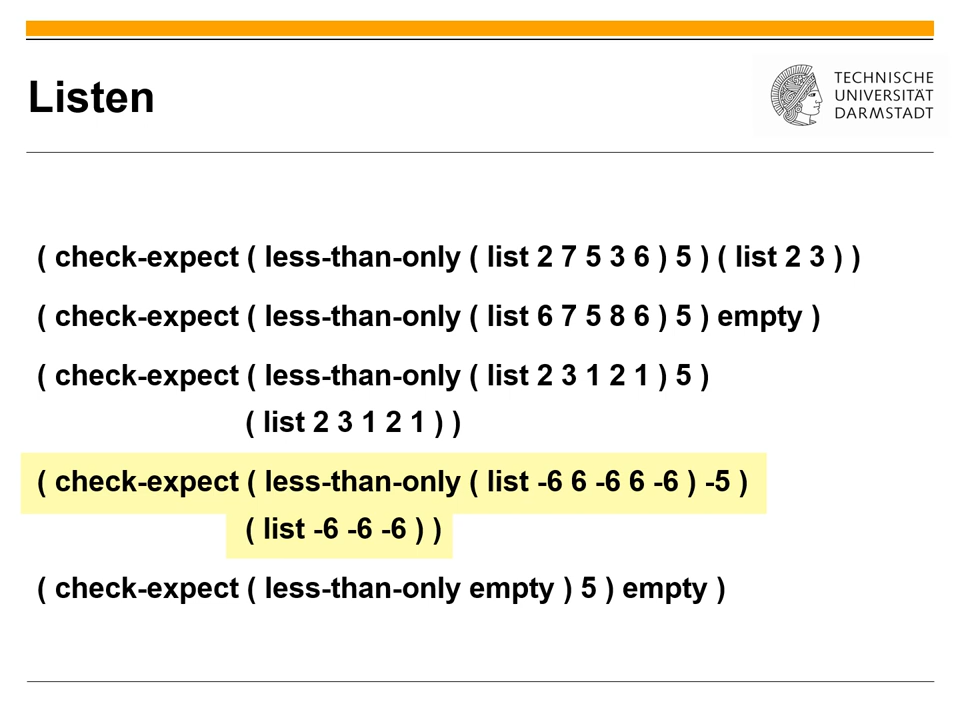 Listen
TECHNISCHE
UNIVERSITÄT
DARMSTADT
( check-expect ( less-than-only ( list 2 7 5 3 6 ) 5 ) ( list 2 3 ) )
( check-expect ( less-than-only ( list 6 7 5 8 6 ) 5 ) empty )
( check-expect ( less-than-only ( list 2 3 1 2 1 ) 5 )
( list 2 3 1 2 1 ) )
( check-expect ( less-than-only ( list -6 6 -6 6 -6 ) -5 )
( list -6 -6 -6 ) )
( check-expect ( less-than-only empty ) 5 ) empty )